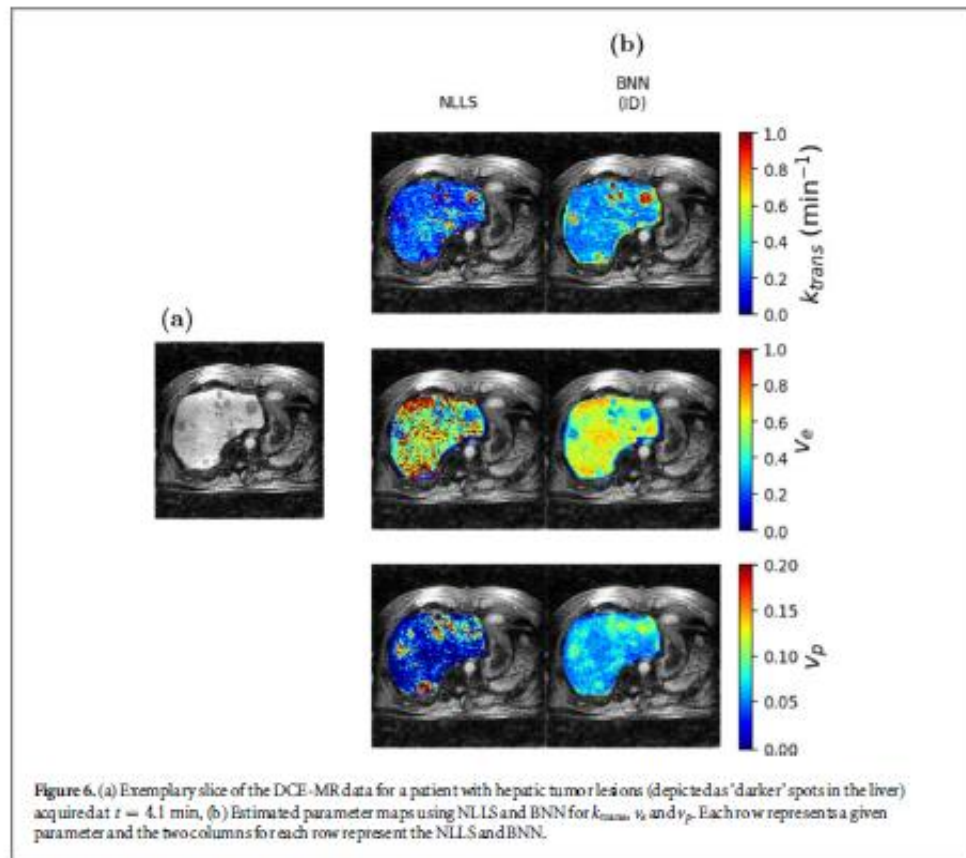 (b)
NLLS
BNN
(ID)
1.0
0.8
0.6
0.4
0.2
0.0
k_trans (min⁻¹)
(a)
1.0
0.8
0.6
0.4
0.2
0.0
v_e
0.20
0.15
0.10
0.05
0.00
v_p
Figure 6. (a) Exemplary slice of the DCE-MR data for a patient with hepatic tumor lesions (depicted as 'darker' spots in the liver)
acquired at t = 4.1 min, (b) Estimated parameter maps using NLLS and BNN for k_trans, v_e and v_p. Each row represents a given
parameter and the two columns for each row represent the NLLS and BNN.